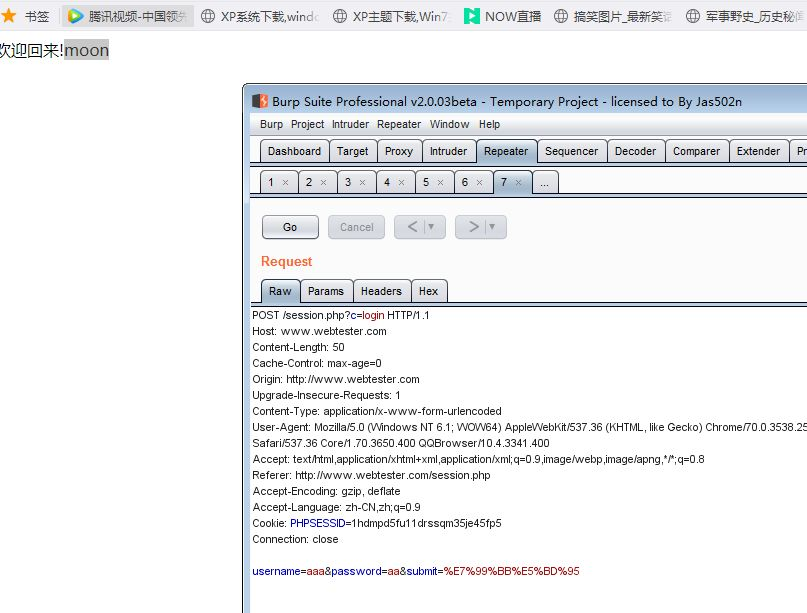 书签 腾讯视频-中国领先 XP系统下载,wind XP主题下载,Win7 NOW直播 搞笑图片_最新笑话 军事野史_历史秘闻
欢迎回来!moon
Burp Suite Professional v2.0.03beta - Temporary Project - licensed to By Jas502n
Burp Project Intruder Repeater Window Help
Dashboard Target Proxy Intruder Repeater Sequencer Decoder Comparer Extender Pr
1 × 2 × 3 × 4 × 5 × 6 × 7 × ...
Go Cancel < ▼ > ▼
Request
Raw Params Headers Hex
POST /session.php?c=login HTTP/1.1
Host: www.webtester.com
Content-Length: 50
Cache-Control: max-age=0
Origin: http://www.webtester.com
Upgrade-Insecure-Requests: 1
Content-Type: application/x-www-form-urlencoded
User-Agent: Mozilla/5.0 (Windows NT 6.1; WOW64) AppleWebKit/537.36 (KHTML, like Gecko) Chrome/70.0.3538.25
Safari/537.36 Core/1.70.3650.400 QQBrowser/10.4.3341.400
Accept: text/html,application/xhtml+xml,application/xml;q=0.9,image/webp,image/apng,*/*;q=0.8
Referer: http://www.webtester.com/session.php
Accept-Encoding: gzip, deflate
Accept-Language: zh-CN,zh;q=0.9
Cookie: PHPSESSID=1hdmpd5fu11drssqm35je45fp5
Connection: close
username=aaa&password=aa&submit=%E7%99%BB%E5%BD%95